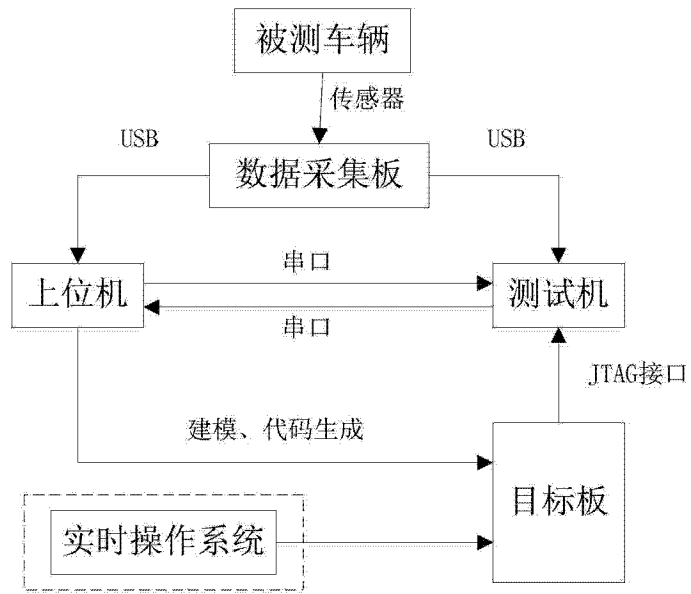 被测车辆
传感器
USB
USB
数据采集板
串口
上位机
测试机
串口
JTAG接口
建模、代码生成
目标板
实时操作系统